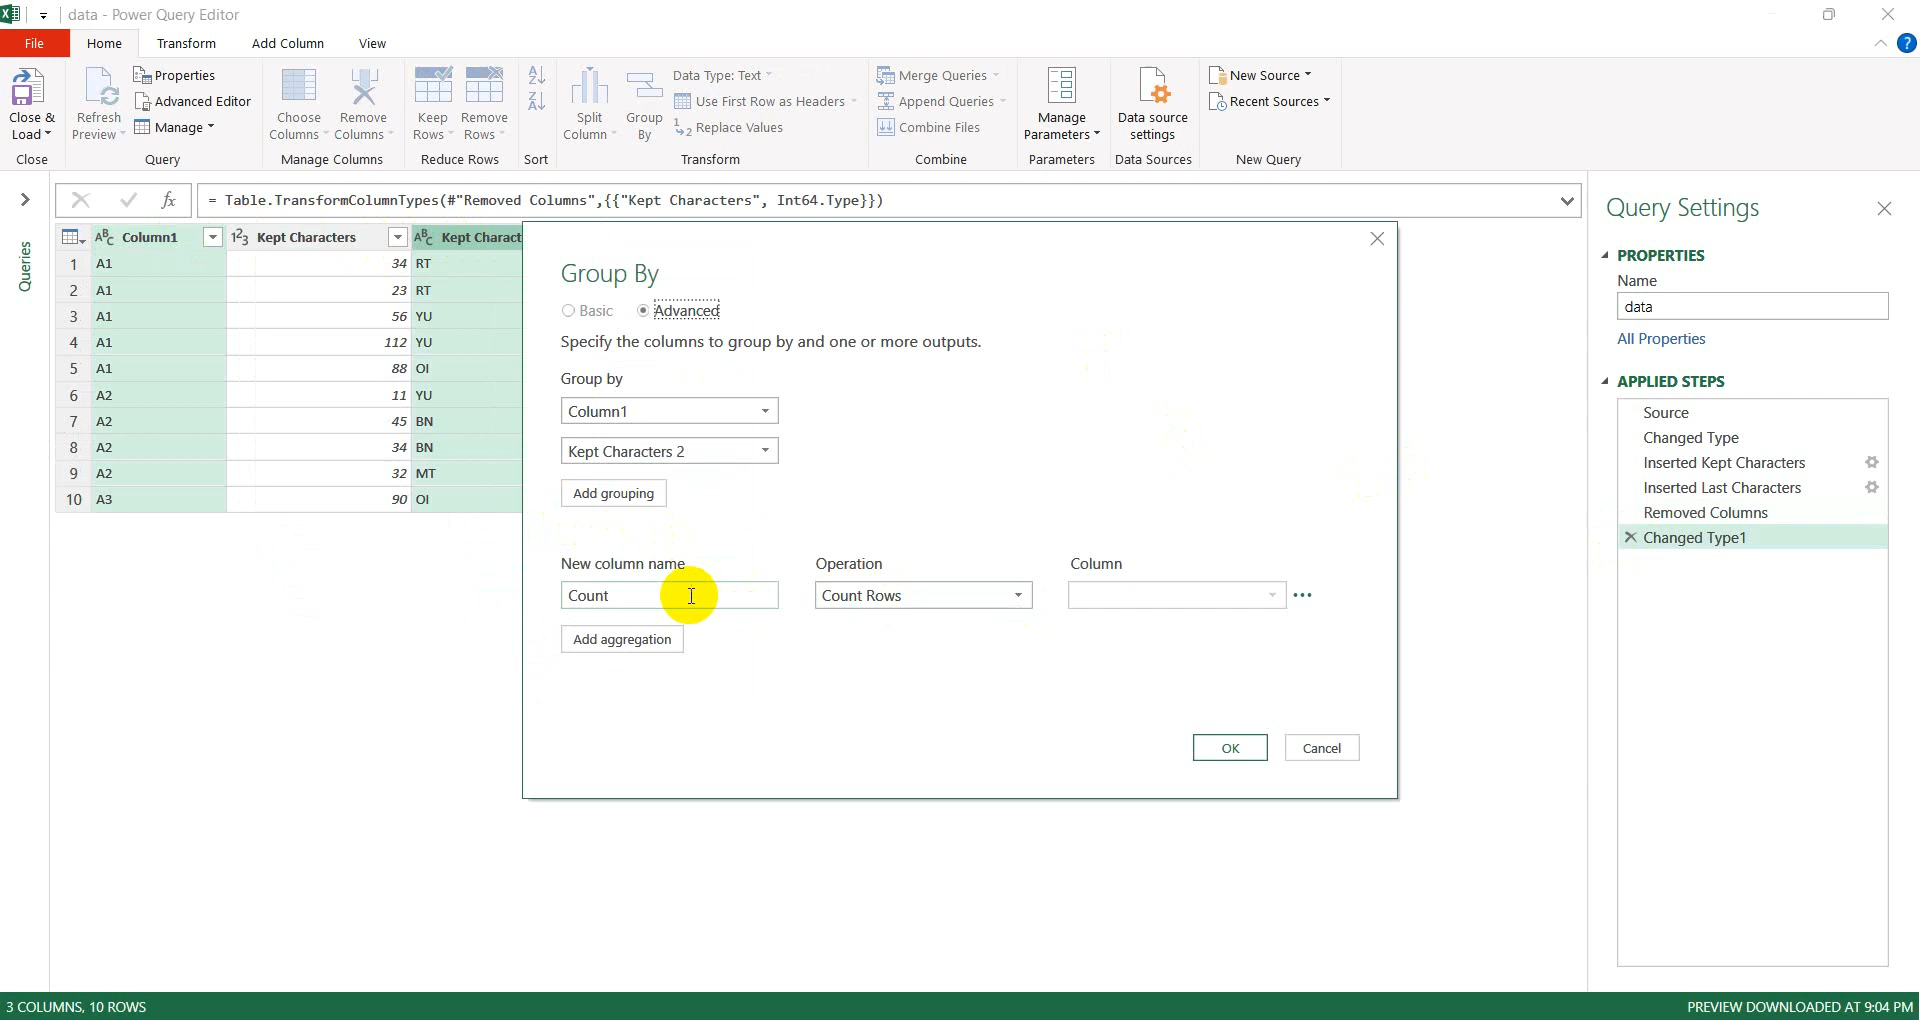 data - Power Query Editor
File Home Transform Add Column View
Close & Load
Close
Refresh Preview
Properties
Advanced Editor
Manage
Query
Choose Columns
Remove Columns
Manage Columns
Keep Rows
Remove Rows
Reduce Rows
Sort
Split Column
Group By
Data Type: Text
Use First Row as Headers
Replace Values
Transform
Merge Queries
Append Queries
Combine Files
Combine
Manage Parameters
Parameters
Data source settings
Data Sources
New Source
Recent Sources
New Query
Queries
fx = Table.TransformColumnTypes(#"Removed Columns",{{"Kept Characters", Int64.Type}})
Column1 Kept Characters Kept Charact
1 A1 34 RT
2 A1 23 RT
3 A1 56 YU
4 A1 112 YU
5 A1 88 OI
6 A2 11 YU
7 A2 45 BN
8 A2 34 BN
9 A2 32 MT
10 A3 90 OI
Group By
Basic Advanced
Specify the columns to group by and one or more outputs.
Group by
Column1
Kept Characters 2
Add grouping
New column name Operation Column
Count Count Rows
Add aggregation
OK Cancel
Query Settings
PROPERTIES
Name
data
All Properties
APPLIED STEPS
Source
Changed Type
Inserted Kept Characters
Inserted Last Characters
Removed Columns
Changed Type1
3 COLUMNS, 10 ROWS
PREVIEW DOWNLOADED AT 9:04 PM